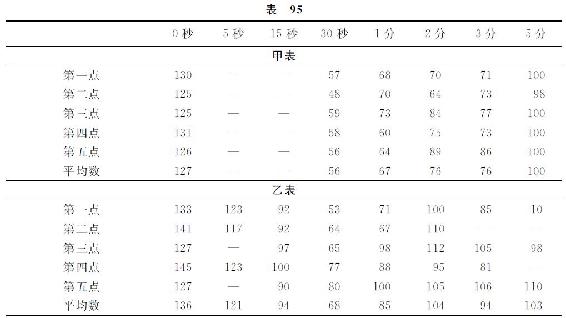 表 95
0秒 5秒 15秒 30秒 1分 2分 3分 5分
甲表
第一点 130 — — 57 68 70 71 100
第二点 125 — — 48 70 64 73 98
第三点 125 — — 59 73 84 77 100
第四点 131 — — 58 60 75 73 100
第五点 126 — — 56 64 89 86 100
平均数 127 56 67 76 76 100
乙表
第一点 133 123 92 53 71 100 85 10
第二点 141 117 92 64 67 110 — —
第三点 127 — 97 65 98 112 105 98
第四点 145 123 100 77 88 95 81 —
第五点 127 — 90 80 100 105 106 110
平均数 136 121 94 68 85 104 94 103